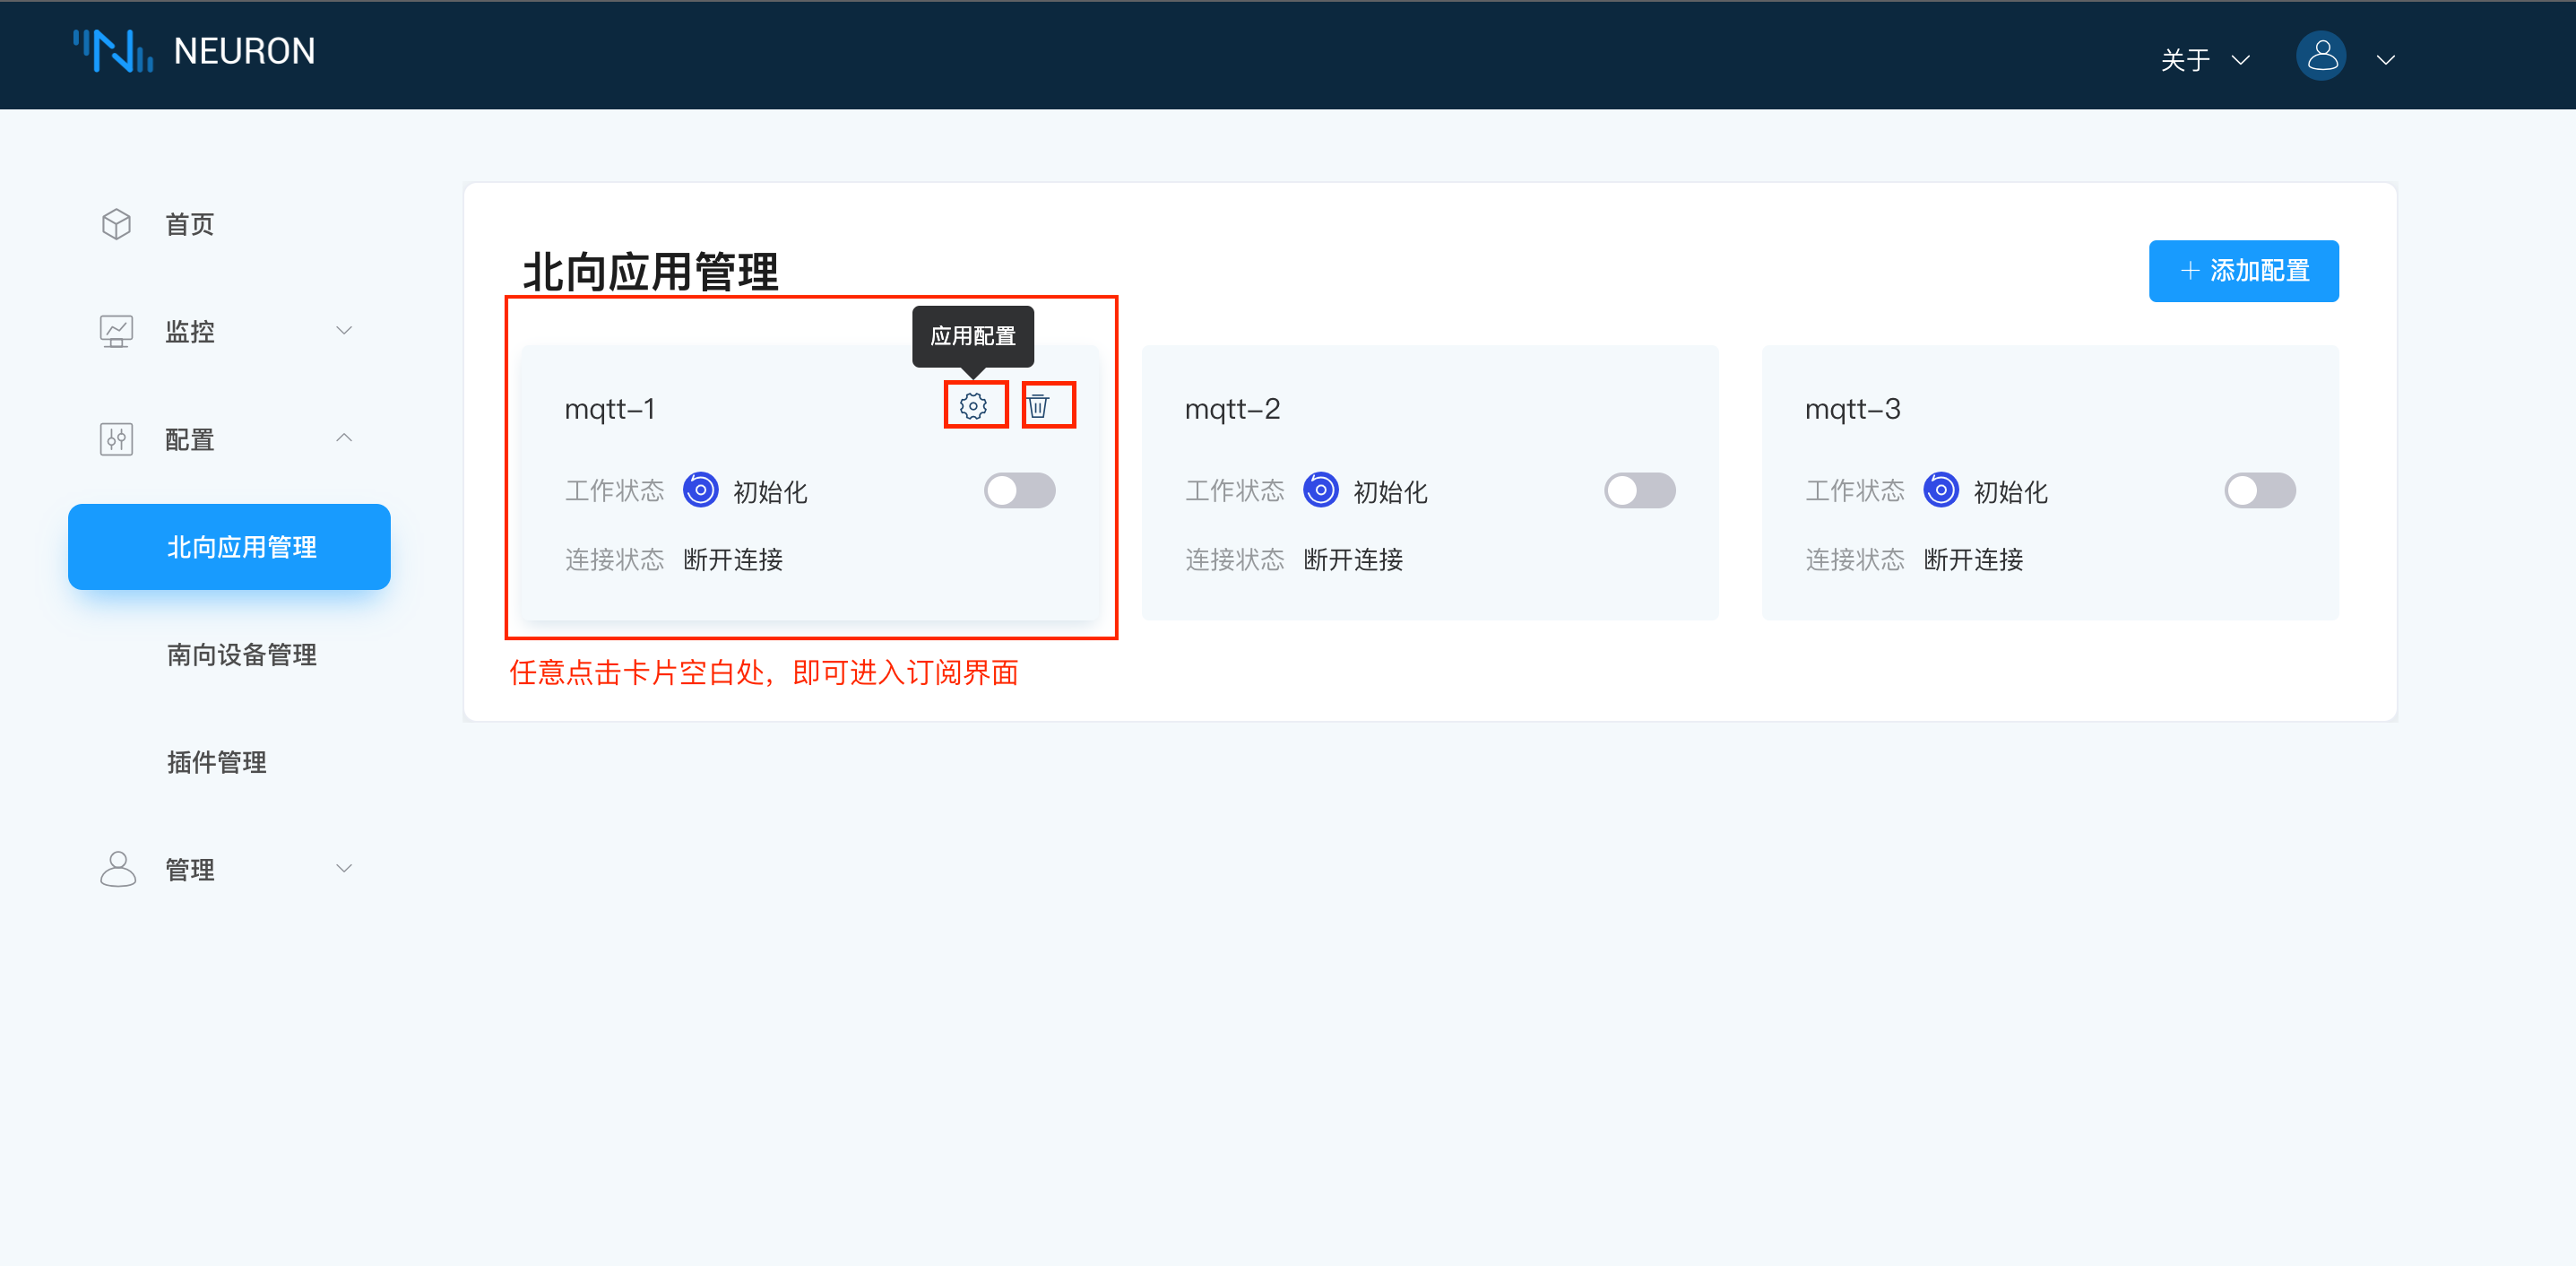 NEURON
关于
首页
监控
配置
北向应用管理
南向设备管理
插件管理
管理
北向应用管理
添加配置
应用配置
mqtt-1
工作状态 初始化
连接状态 断开连接
mqtt-2
工作状态 初始化
连接状态 断开连接
mqtt-3
工作状态 初始化
连接状态 断开连接
任意点击卡片空白处，即可进入订阅界面